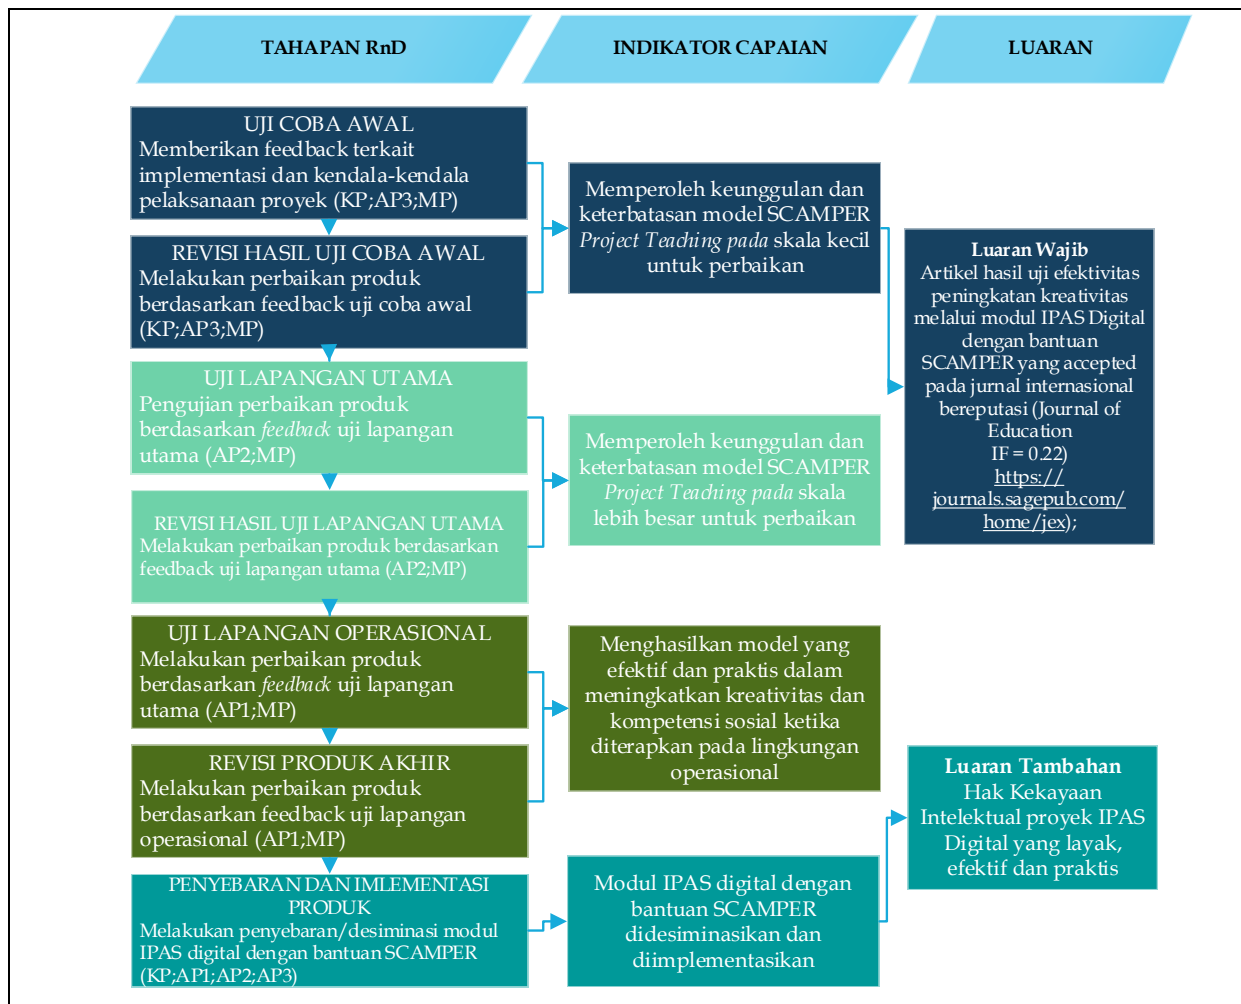 TAHAPAN RnD
INDIKATOR CAPAIAN
LUARAN
UJI COBA AWAL
Memberikan feedback terkait
implementasi dan kendala-kendala
pelaksanaan proyek (KP;AP3;MP)
REVISI HASIL UJI COBA AWAL
Melakukan perbaikan produk
berdasarkan feedback uji coba awal
(KP;AP3;MP)
UJI LAPANGAN UTAMA
Pengujian perbaikan produk
berdasarkan feedback uji lapangan
utama (AP2;MP)
REVISI HASIL UJI LAPANGAN UTAMA
Melakukan perbaikan produk berdasarkan
feedback uji lapangan utama (AP2;MP)
UJI LAPANGAN OPERASIONAL
Melakukan perbaikan produk
berdasarkan feedback uji lapangan
utama (AP1;MP)
REVISI PRODUK AKHIR
Melakukan perbaikan produk
berdasarkan feedback uji lapangan
operasional (AP1;MP)
PENYEBARAN DAN IMLEMENTASI
PRODUK
Melakukan penyebaran/desiminasi modul
IPAS digital dengan bantuan SCAMPER
(KP;AP1;AP2;AP3)
Memperoleh keunggulan dan
keterbatasan model SCAMPER
Project Teaching pada skala kecil
untuk perbaikan
Memperoleh keunggulan dan
keterbatasan model SCAMPER
Project Teaching pada skala
lebih besar untuk perbaikan
Menghasilkan model yang
efektif dan praktis dalam
meningkatkan kreativitas dan
kompetensi sosial ketika
diterapkan pada lingkungan
operasional
Modul IPAS digital dengan
bantuan SCAMPER
didesiminasikan dan
diimplementasikan
Luaran Wajib
Artikel hasil uji efektivitas
peningkatan kreativitas
melalui modul IPAS Digital
dengan bantuan
SCAMPER yang accepted
pada jurnal internasional
bereputasi (Journal of
Education
IF = 0.22)
https://
journals.sagepub.com/
home/jex);
Luaran Tambahan
Hak Kekayaan
Intelektual proyek IPAS
Digital yang layak,
efektif dan praktis